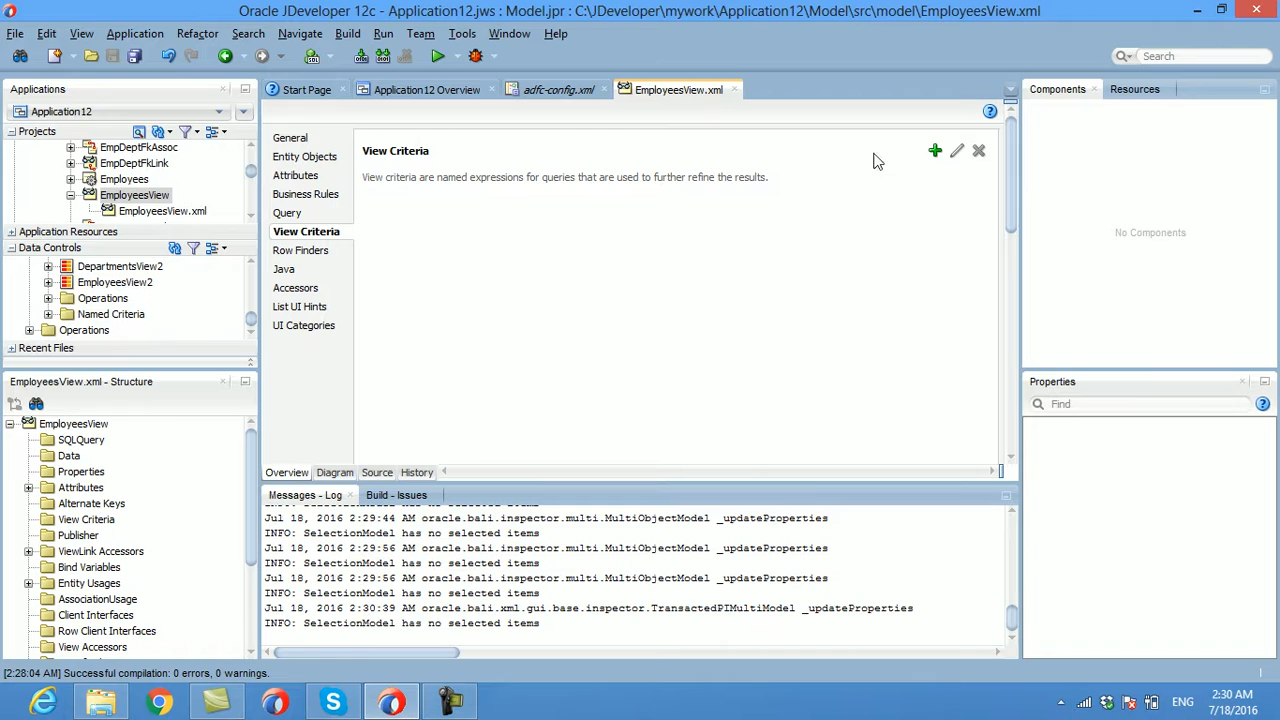 Oracle JDeveloper 12c - Application12.jws : Model.jpr : C:\JDeveloper\mywork\Application12\Model\src\model\EmployeesView.xml
File Edit View Application Refactor Search Navigate Build Run Team Tools Window Help
Search
Applications
Application12
Projects
EmpDeptFkAssoc
EmpDeptFkLink
Employees
EmployeesView
EmployeesView.xml
Application Resources
Data Controls
DepartmentsView2
EmployeesView2
Operations
Named Criteria
Operations
Recent Files
EmployeesView.xml - Structure
EmployeesView
SQLQuery
Data
Properties
Attributes
Alternate Keys
View Criteria
Publisher
ViewLink Accessors
Bind Variables
Entity Usages
AssociationUsage
Client Interfaces
Row Client Interfaces
View Accessors
Start Page
Application12 Overview
adfc-config.xml
EmployeesView.xml
General
Entity Objects
Attributes
Business Rules
Query
View Criteria
Row Finders
Java
Accessors
List UI Hints
UI Categories
View Criteria
View criteria are named expressions for queries that are used to further refine the results.
Overview Diagram Source History
Messages - Log
Build - Issues
Jul 18, 2016 2:29:44 AM oracle.bali.inspector.multi.MultiObjectModel _updateProperties
INFO: SelectionModel has no selected items
Jul 18, 2016 2:29:56 AM oracle.bali.inspector.multi.MultiObjectModel _updateProperties
INFO: SelectionModel has no selected items
Jul 18, 2016 2:29:56 AM oracle.bali.inspector.multi.MultiObjectModel _updateProperties
INFO: SelectionModel has no selected items
Jul 18, 2016 2:30:39 AM oracle.bali.xml.gui.base.inspector.TransactedPIMultiModel _updateProperties
INFO: SelectionModel has no selected items
Components
Resources
No Components
Properties
Find
[2:28:04 AM] Successful compilation: 0 errors, 0 warnings.
ENG
2:30 AM
7/18/2016